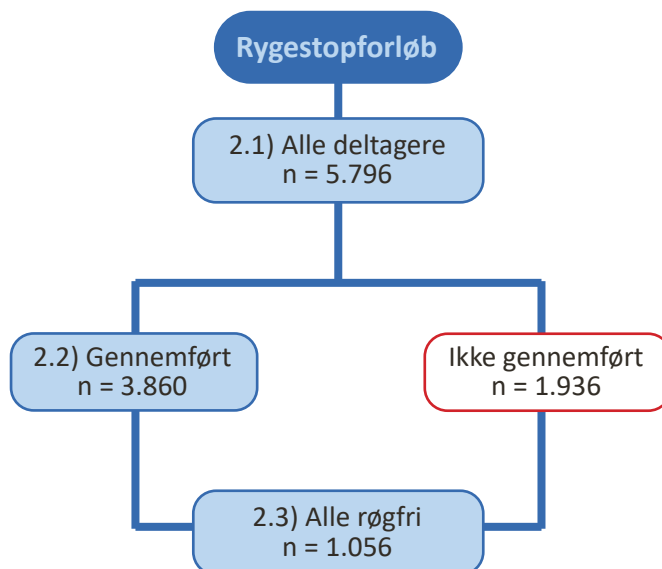 Rygestopforløb
2.1) Alle deltagere
n = 5.796
2.2) Gennemført
n = 3.860
Ikke gennemført
n = 1.936
2.3) Alle røgfri
n = 1.056